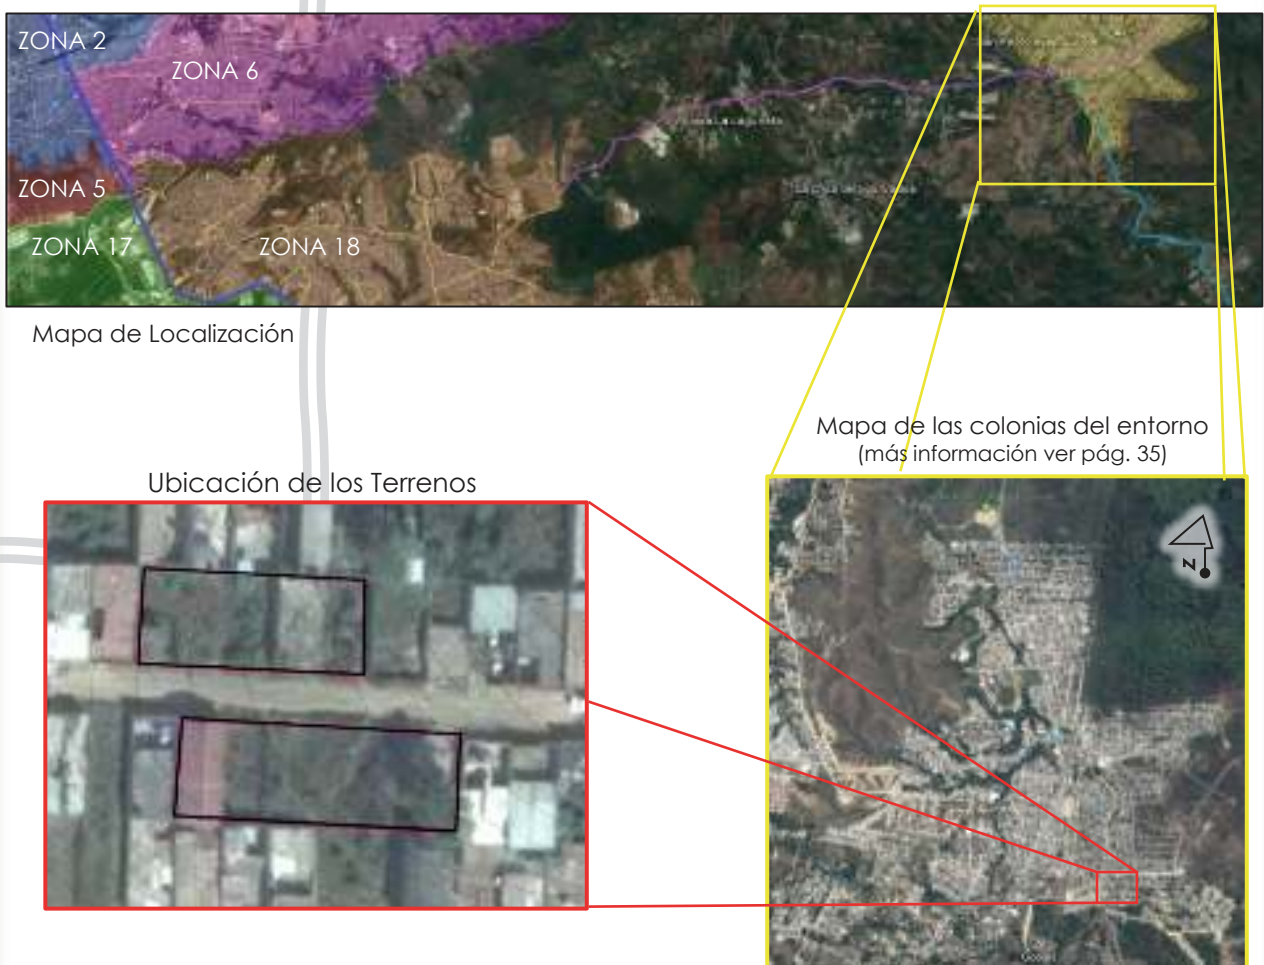 ZONA 2
ZONA 6
ZONA 5
ZONA 17
ZONA 18
Mapa de Localización
Mapa de las colonias del entorno
(más información ver pág. 35)
Ubicación de los Terrenos
N